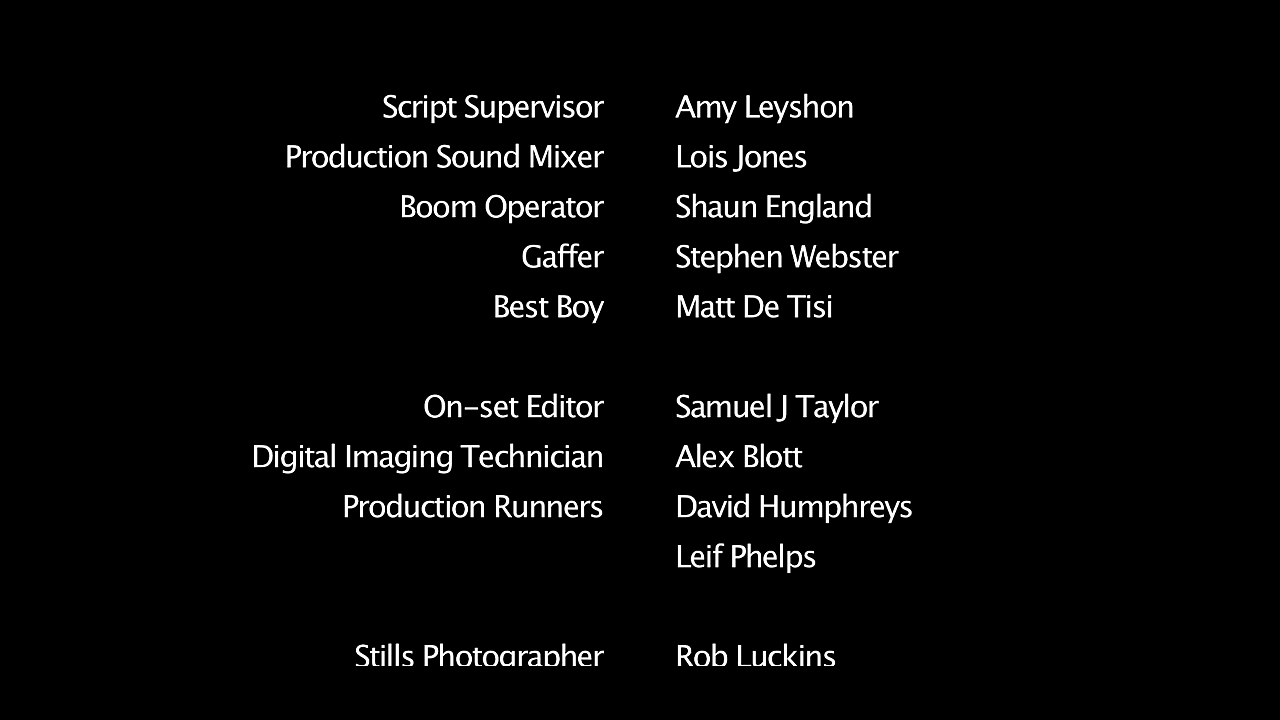 Script Supervisor Amy Leyshon
Production Sound Mixer Lois Jones
Boom Operator Shaun England
Gaffer Stephen Webster
Best Boy Matt De Tisi
On-set Editor Samuel J Taylor
Digital Imaging Technician Alex Blott
Production Runners David Humphreys
Leif Phelps
Stills Photographer Rob Luckins